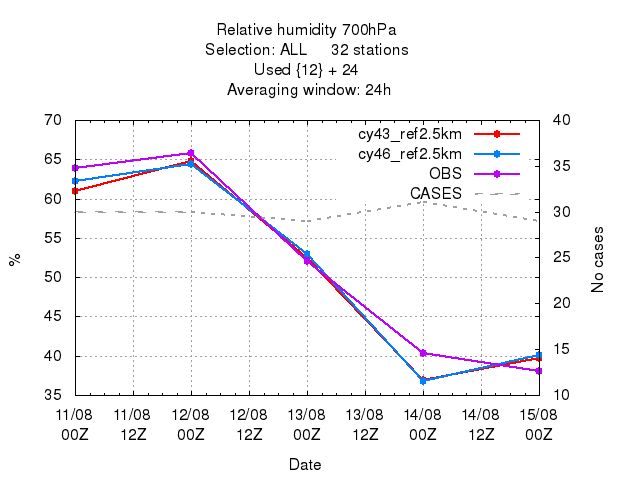 Relative humidity 700hPa
Selection: ALL 32 stations
Used {12} + 24
Averaging window: 24h
70 40
cy43_ref2.5km
cy46_ref2.5km
OBS
CASES
65 35
60 30
55 25
50 20
45
40 15
35 10
%
No cases
11/08 11/08 12/08 12/08 13/08 13/08 14/08 14/08 15/08
00Z 12Z 00Z 12Z 00Z 12Z 00Z 12Z 00Z
Date